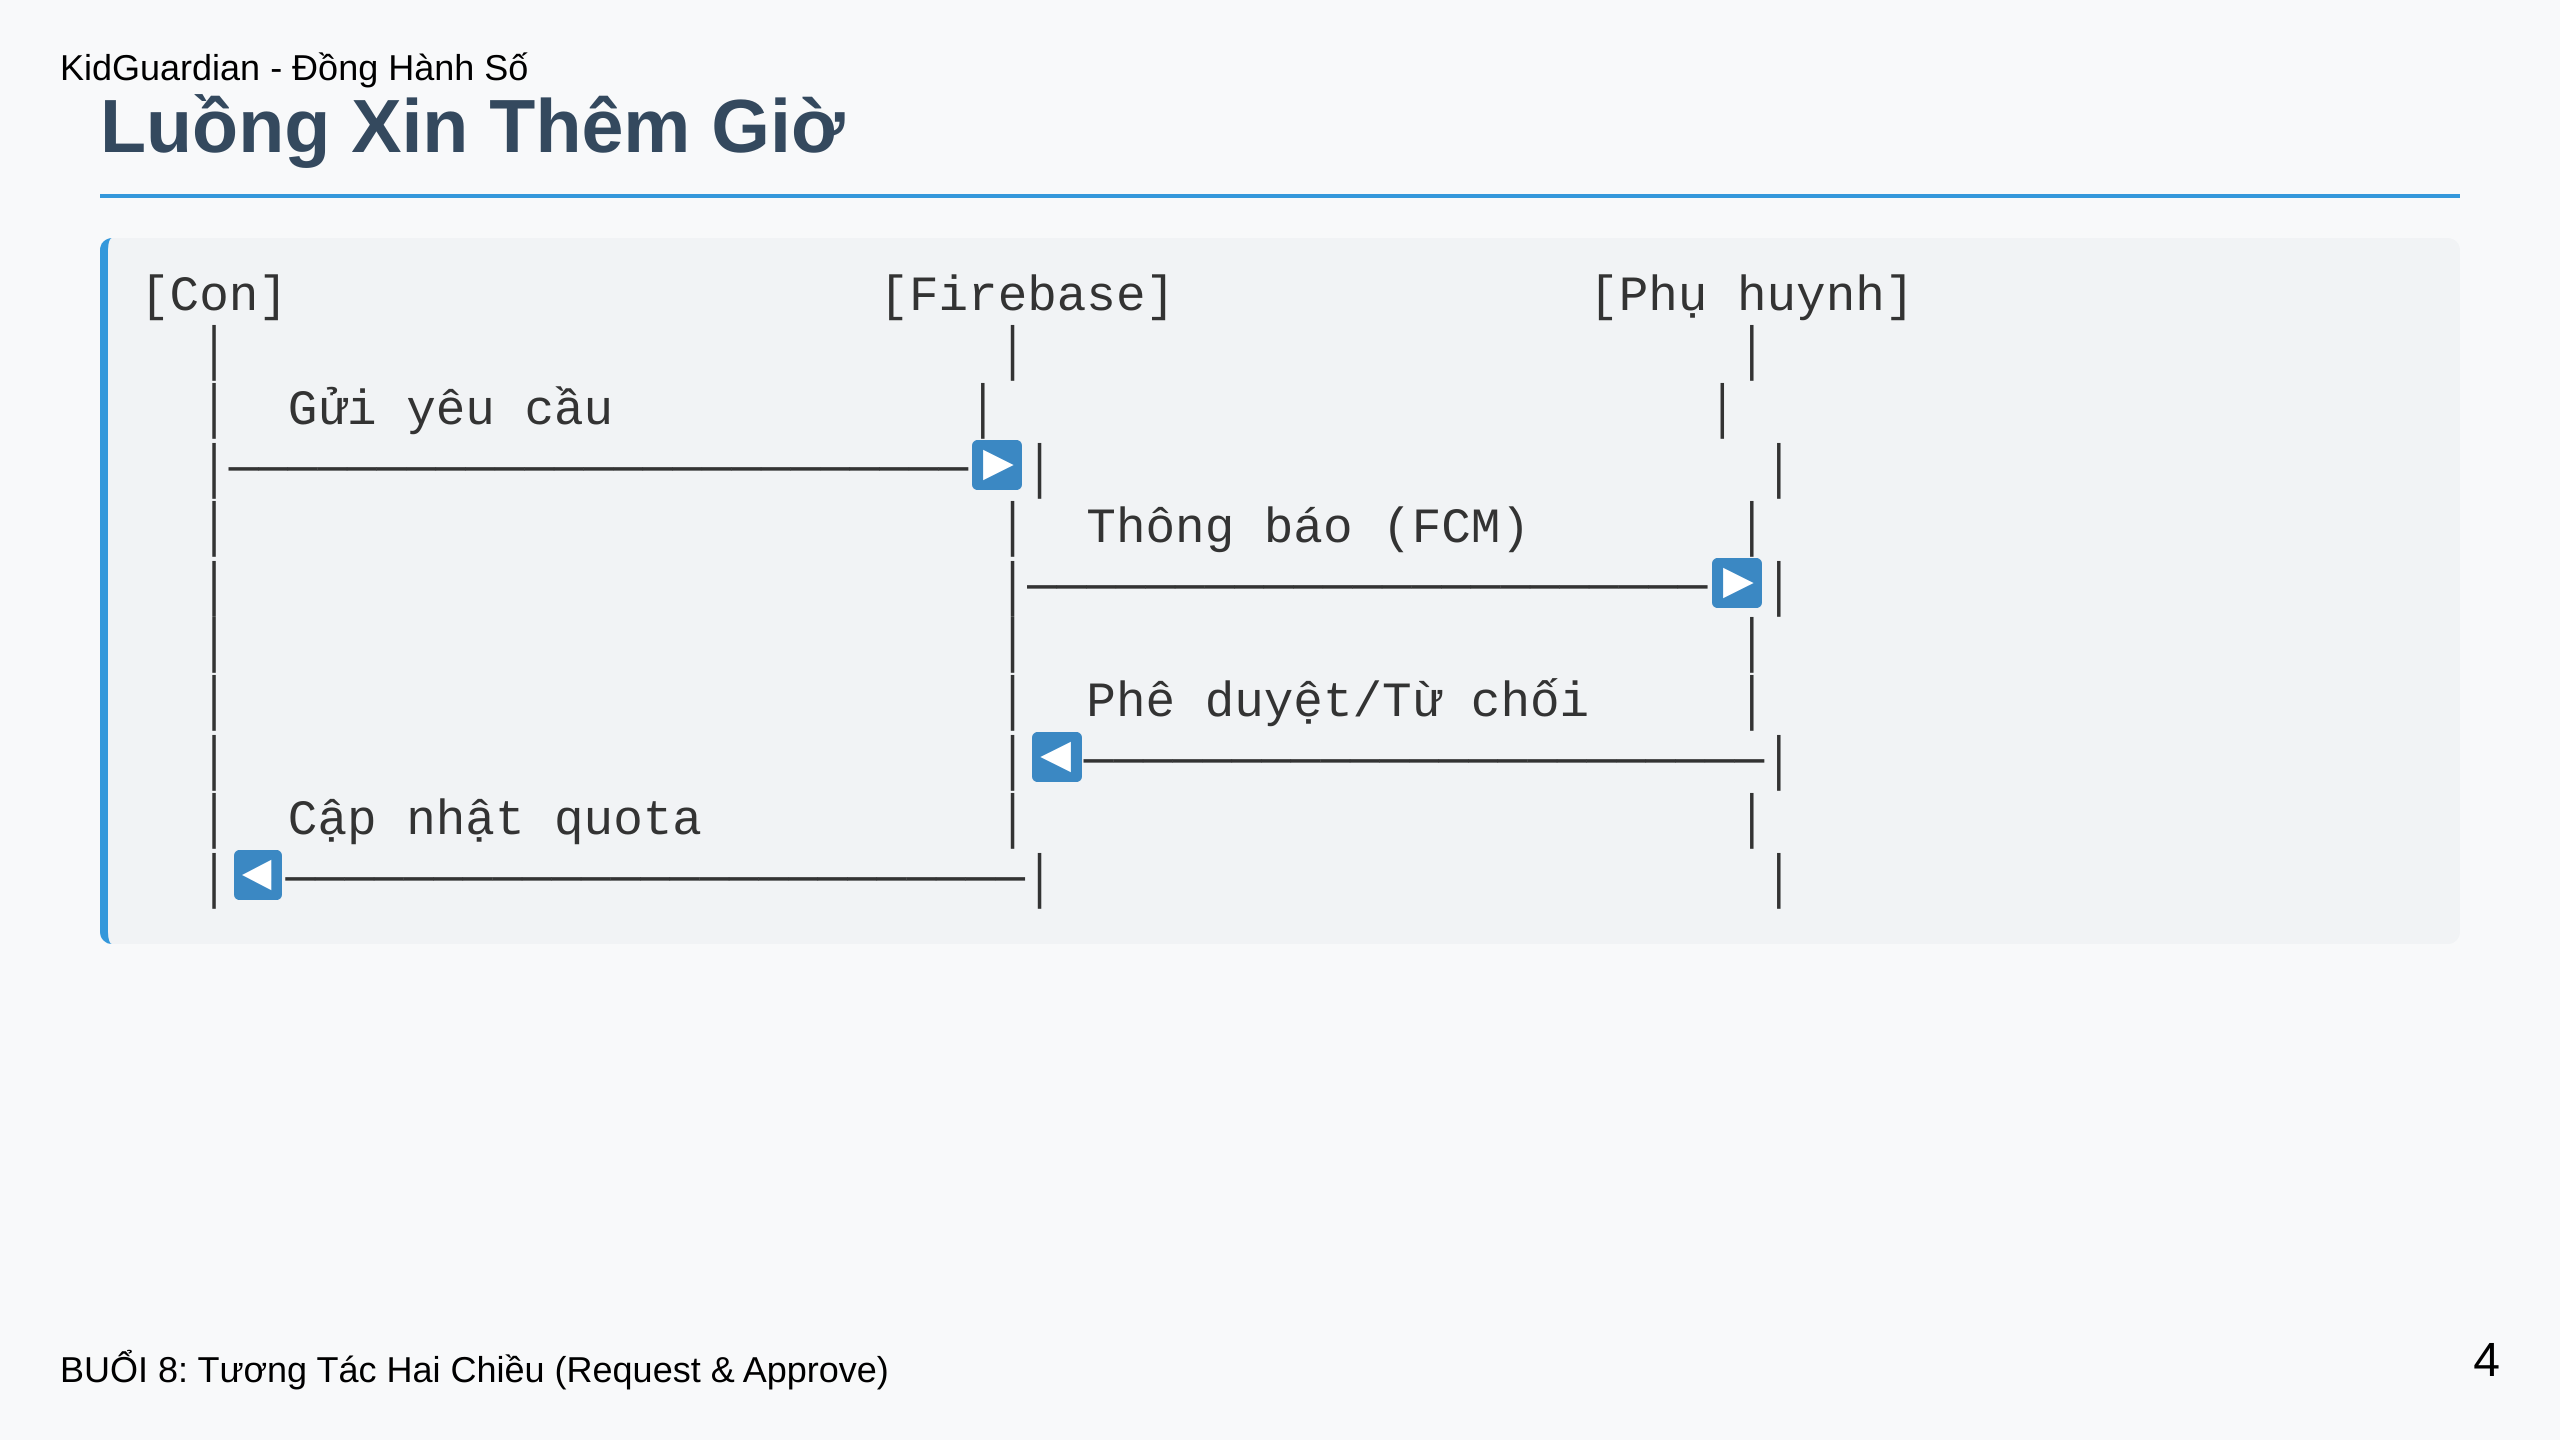 KidGuardian - Đồng Hành Số
Luồng Xin Thêm Giờ
[Con] [Firebase] [Phụ huynh]
Gửi yêu cầu
Thông báo (FCM)
Phê duyệt/Từ chối
Cập nhật quota
BUỔI 8: Tương Tác Hai Chiều (Request & Approve)
4